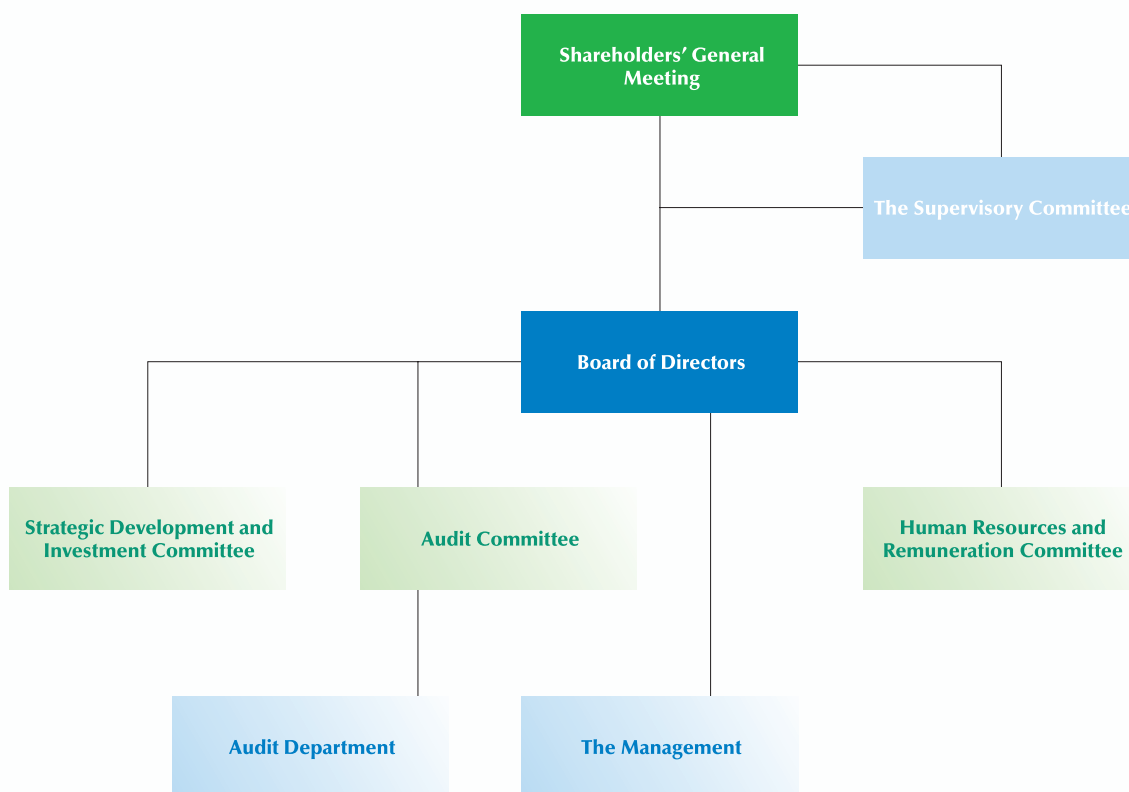 Shareholders’ General
Meeting
The Supervisory Committee
Board of Directors
Strategic Development and
Investment Committee
Audit Committee
Human Resources and
Remuneration Committee
Audit Department
The Management